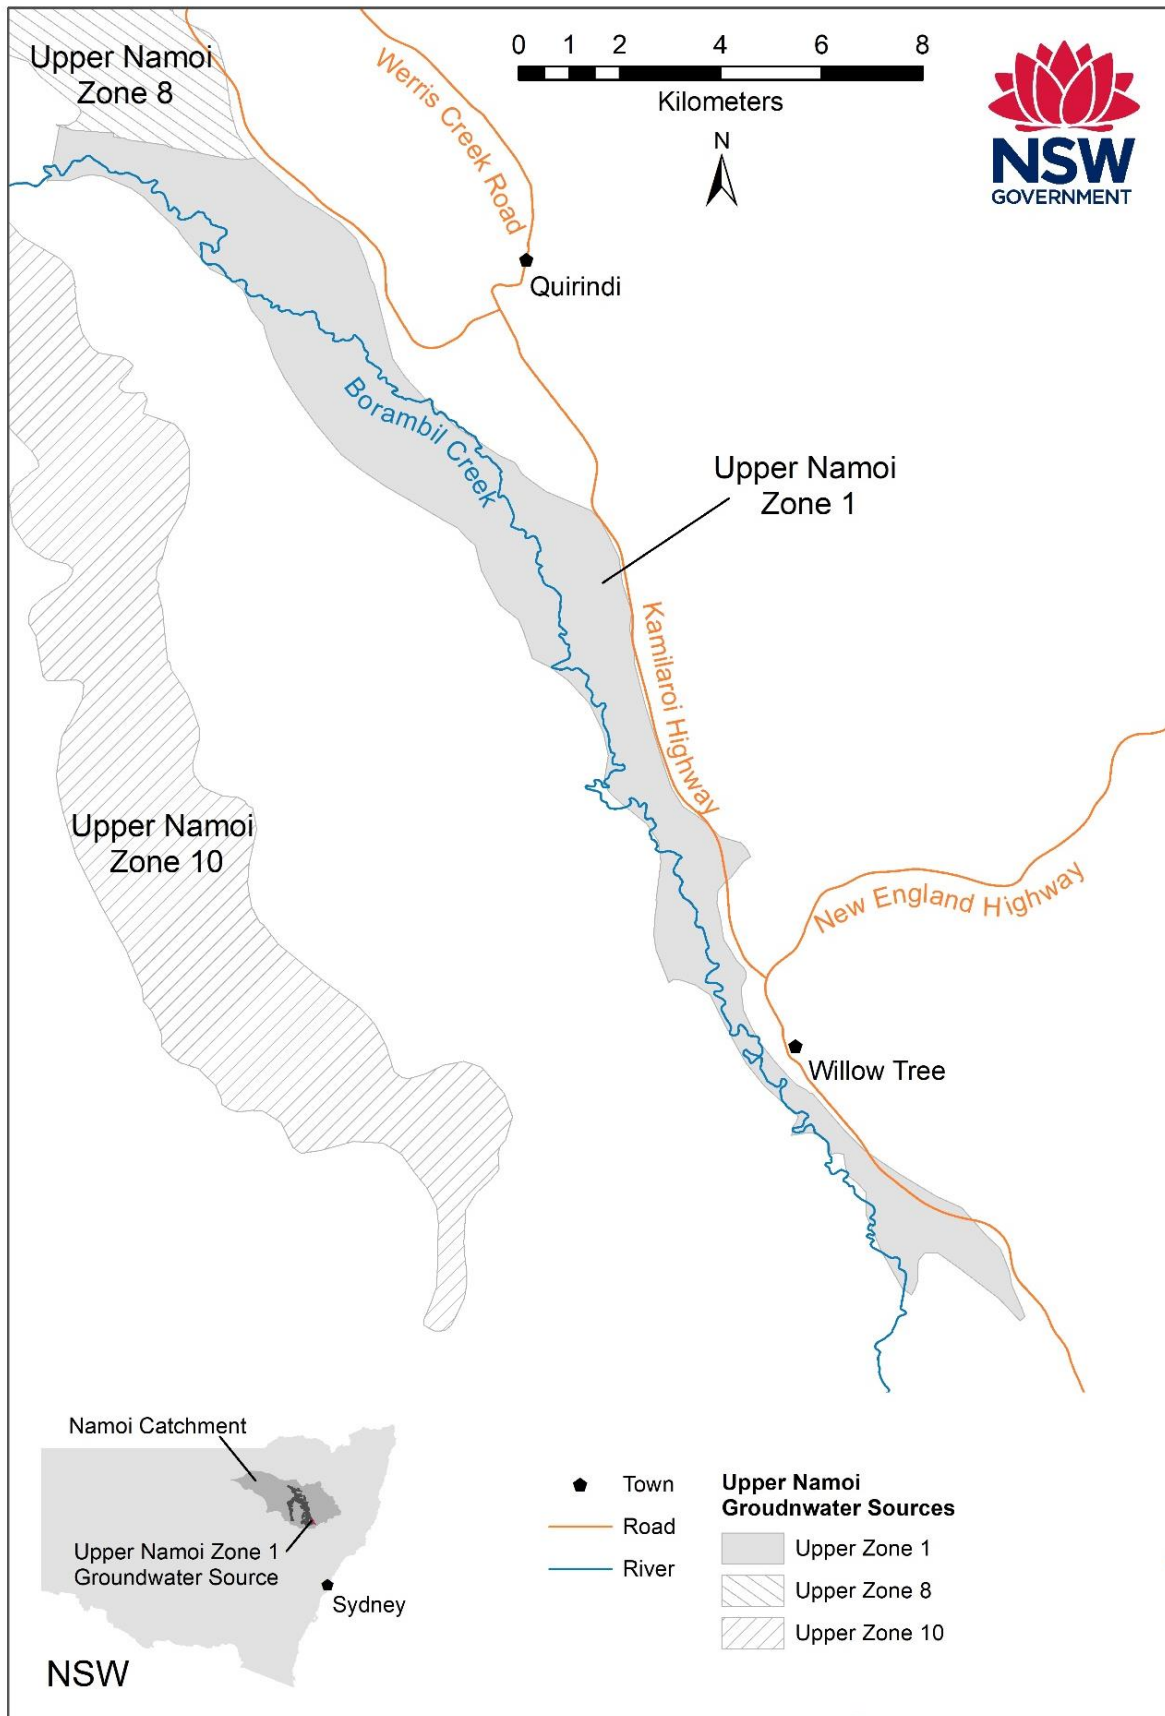 Upper Namoi
Zone 8
0 1 2 4 6 8
Kilometers
N
NSW
GOVERNMENT
Werris Creek Road
Quirindi
Borambil Creek
Upper Namoi
Zone 1
Kamilaroi Highway
Upper Namoi
Zone 10
New England Highway
Willow Tree
Namoi Catchment
Upper Namoi Zone 1
Groundwater Source
Sydney
NSW
Town
Road
River
Upper Namoi
Groudnwater Sources
Upper Zone 1
Upper Zone 8
Upper Zone 10